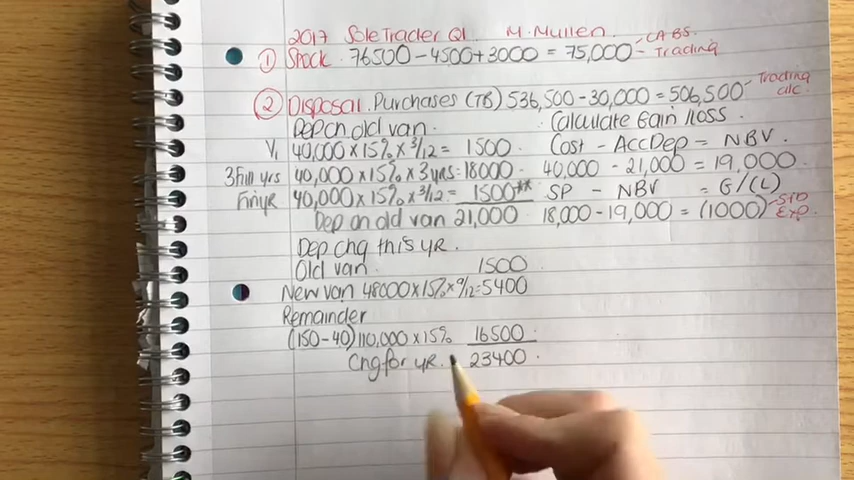 2017 Sole Trader Q1 M. Mullen.
① Stock. 76500 - 4500 + 3000 = 75,000 - CA BS. - Trading
② Disposal. Purchases (TB) 536,500 - 30,000 = 506,500 - Trading alc.
Dep on old van. Calculate Gain/loss
Y1 40,000 x 15% x 3/12 = 1500 Cost - AccDep = NBV.
3 Full yrs 40,000 x 15% x 3 yrs = 18000 40,000 - 21,000 = 19,000
Fin yr 40,000 x 15% x 3/12 = 1500** SP - NBV = G/(L)
Dep on old van 21,000 18,000 - 19,000 = (1000) - S+D Exp.
Dep chg this yr.
Old van. 1500
New van 48000 x 15% x 9/12 = 5400
Remainder
(150-40) 110,000 x 15% 16500
Chg for yr. 23400